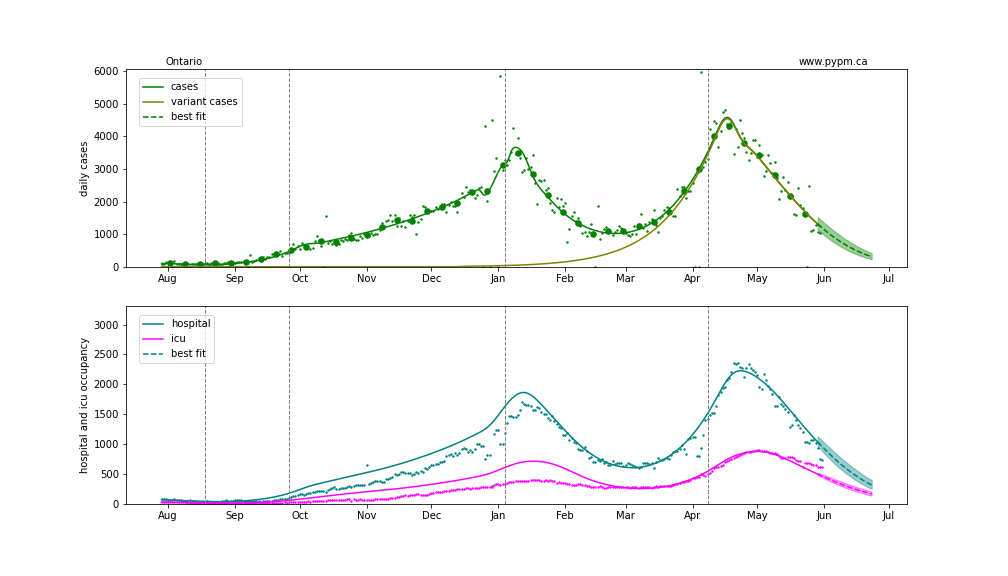 Ontario www.pypm.ca
6000
5000
4000
3000
2000
1000
0
daily cases
cases
variant cases
best fit
Aug Sep Oct Nov Dec Jan Feb Mar Apr May Jun Jul
3000
2500
2000
1500
1000
500
0
hospital and icu occupancy
hospital
icu
best fit
Aug Sep Oct Nov Dec Jan Feb Mar Apr May Jun Jul